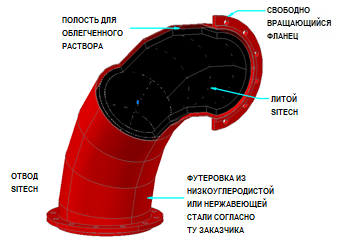 ПОЛОСТЬ ДЛЯ
ОБЛЕГЧЕННОГО
РАСТВОРА
СВОБОДНО
ВРАЩАЮЩИЙСЯ
ФЛАНЕЦ
ЛИТОЙ
SITECH
ОТВОД
SITECH
ФУТЕРОВКА ИЗ
НИЗКОУГЛЕРОДИСТОЙ
ИЛИ НЕРЖАВЕЮЩЕЙ
СТАЛИ СОГЛАСНО
ТУ ЗАКАЗЧИКА